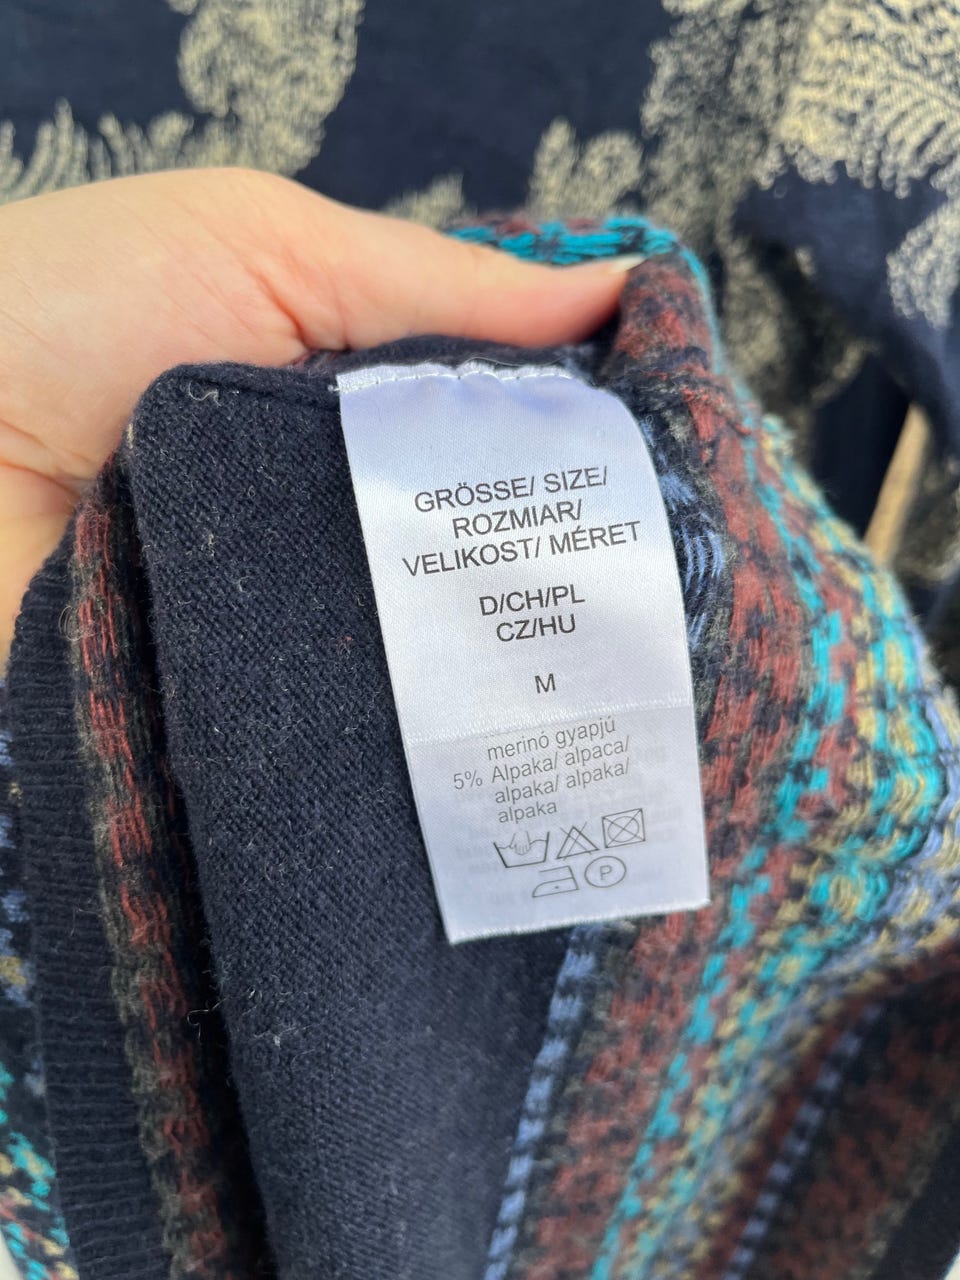 GRÖSSE/ SIZE/
ROZMIAR/
VELIKOST/ MÉRET
D/CH/PL
CZ/HU
M
merinó gyapjú
5% Alpaka/ alpaca/
alpaka/ alpaka/
alpaka
P